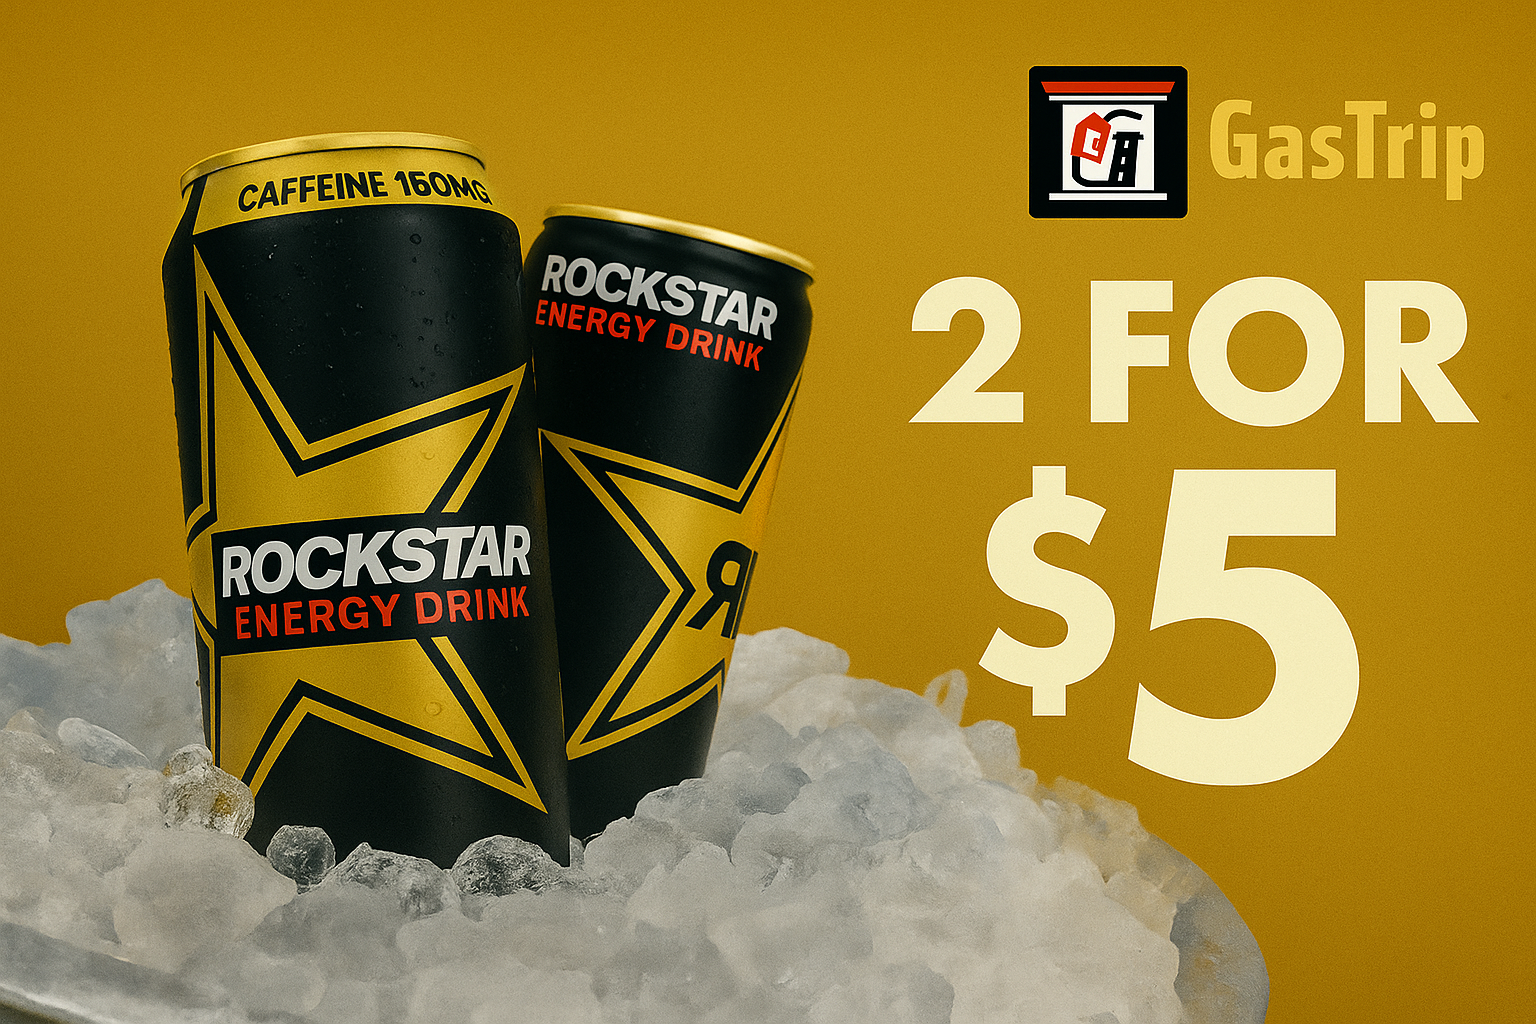 CAFFEINE 160MG
ROCKSTAR
ENERGY DRINK
ROCKSTAR
ENERGY DRINK
GasTrip
2 FOR
$5